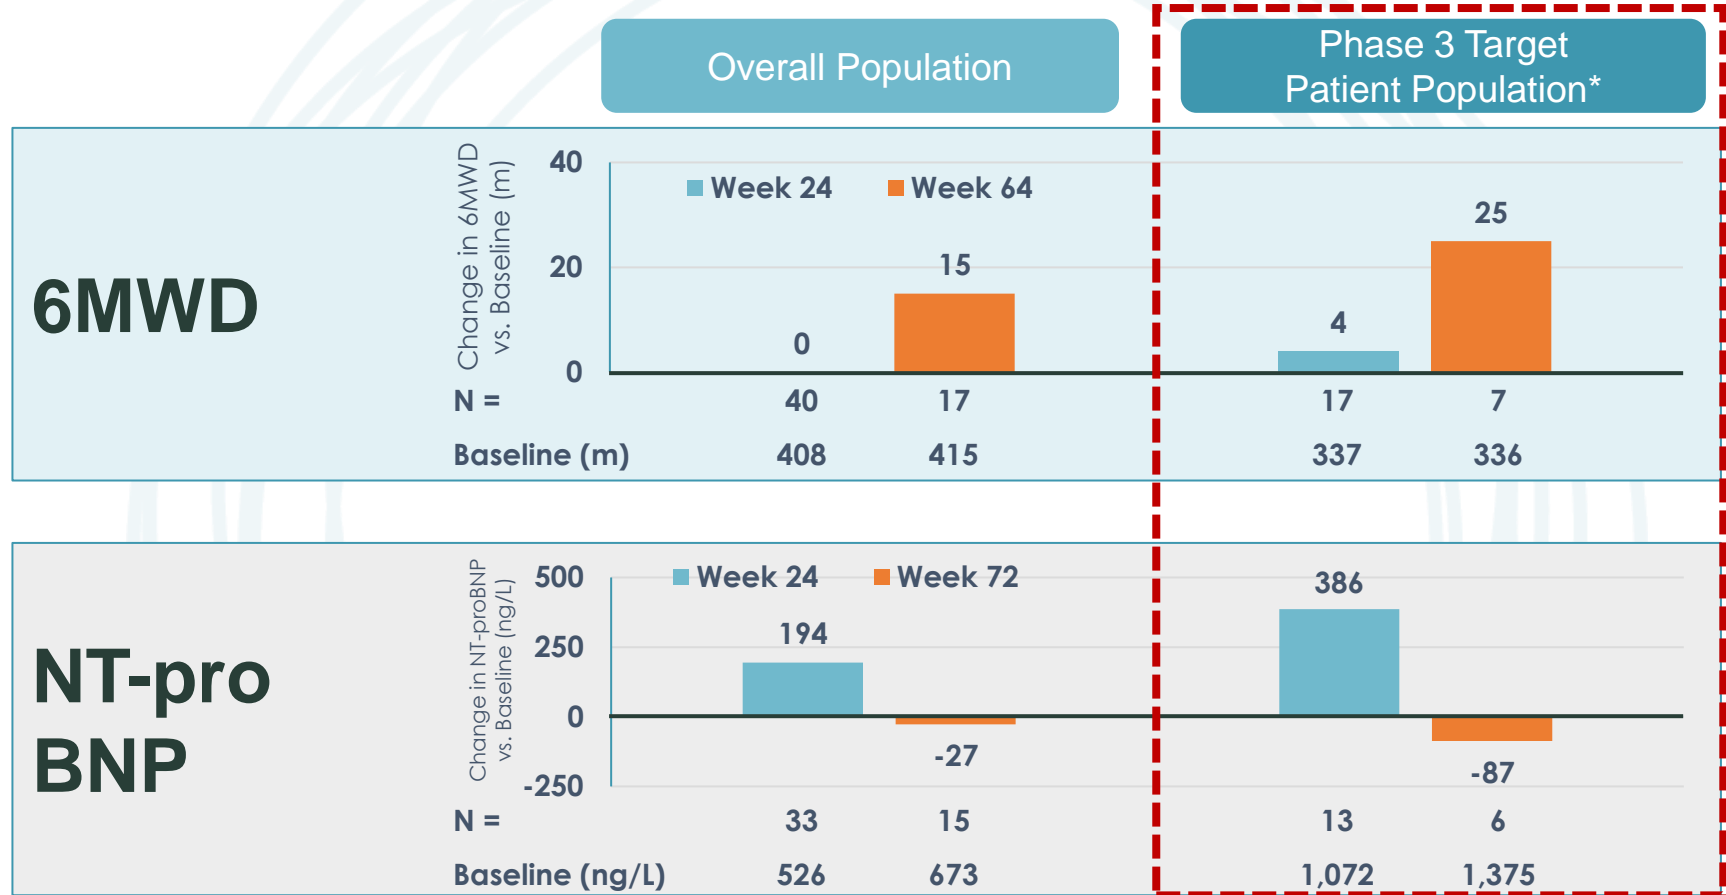 Overall Population
Phase 3 Target
Patient Population*
6MWD
Change in 6MWD
vs. Baseline (m)
40
20
0
Week 24
Week 64
0
15
4
25
N =
40
17
17
7
Baseline (m)
408
415
337
336
NT-pro
BNP
Change in NT-proBNP
vs. Baseline (ng/L)
500
250
0
-250
Week 24
Week 72
194
-27
386
-87
N =
33
15
13
6
Baseline (ng/L)
526
673
1,072
1,375